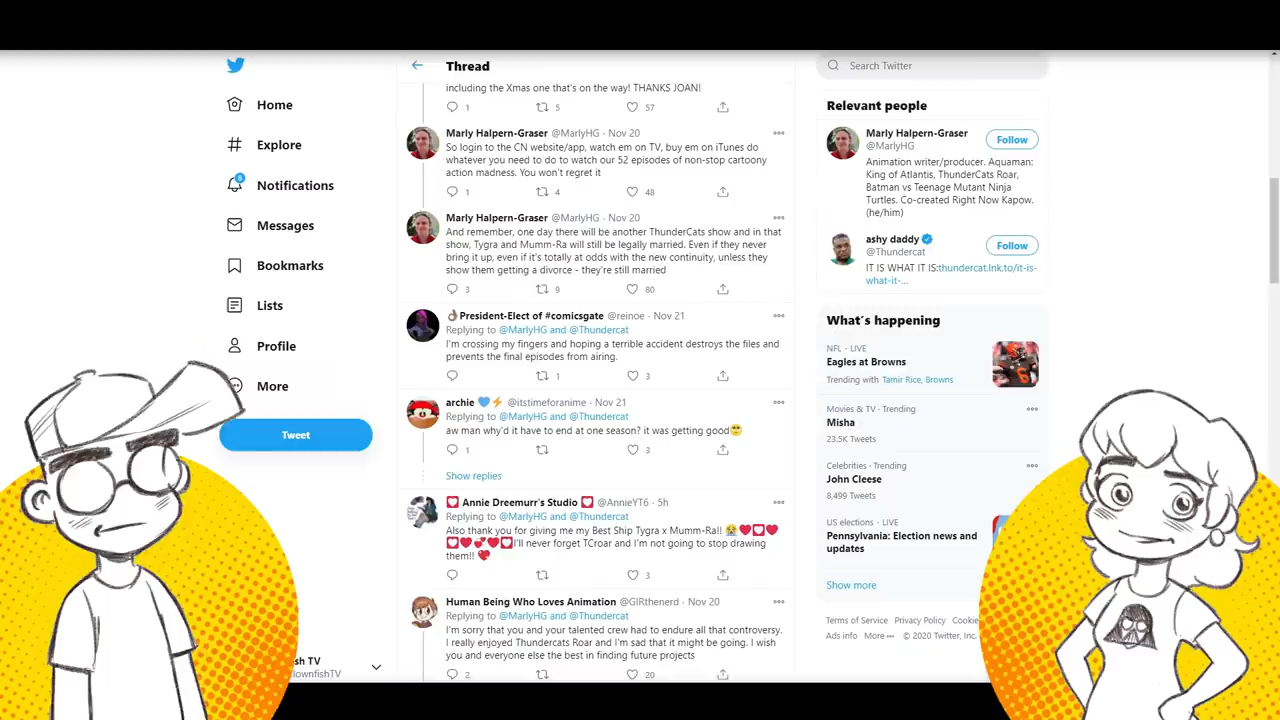 Home
Explore
8
Notifications
Messages
Bookmarks
Lists
Profile
More
Tweet
sh TV
lownfishTV
Thread
including the Xmas one that's on the way! THANKS JOAN!
1 5 57
Marly Halpern-Graser @MarlyHG · Nov 20
So login to the CN website/app, watch em on TV, buy em on iTunes do
whatever you need to do to watch our 52 episodes of non-stop cartoony
action madness. You won't regret it
1 4 48
Marly Halpern-Graser @MarlyHG · Nov 20
And remember, one day there will be another ThunderCats show and in that
show, Tygra and Mumm-Ra will still be legally married. Even if they never
bring it up, even if it's totally at odds with the new continuity, unless they
show them getting a divorce - they're still married
3 9 80
👌🏽President-Elect of #comicsgate @reinoe · Nov 21
Replying to @MarlyHG and @Thundercat
I'm crossing my fingers and hoping a terrible accident destroys the files and
prevents the final episodes from airing.
1 3
archie 💙⚡ @itstimeforanime · Nov 21
Replying to @MarlyHG and @Thundercat
aw man why'd it have to end at one season? it was getting good
1 3
Show replies
Annie Dreemurr's Studio @AnnieYT6 · 5h
Replying to @MarlyHG and @Thundercat
Also thank you for giving me my Best Ship Tygra x Mumm-Ra!!
I'll never forget TCroar and I'm not going to stop drawing
them!!
3
Human Being Who Loves Animation @GIRthenerd · Nov 20
Replying to @MarlyHG and @Thundercat
I'm sorry that you and your talented crew had to endure all that controversy.
I really enjoyed Thundercats Roar and I'm sad that it might be going. I wish
you and everyone else the best in finding future projects
2 20
Search Twitter
Relevant people
Marly Halpern-Graser
@MarlyHG
Follow
Animation writer/producer. Aquaman:
King of Atlantis, ThunderCats Roar,
Batman vs Teenage Mutant Ninja
Turtles. Co-created Right Now Kapow.
(he/him)
ashy daddy
@Thundercat
Follow
IT IS WHAT IT IS:thundercat.lnk.to/it-is-
what-it-...
What's happening
NFL · LIVE
Eagles at Browns
Trending with Tamir Rice, Browns
Movies & TV · Trending
Misha
23.5K Tweets
Celebrities · Trending
John Cleese
8,499 Tweets
US elections · LIVE
Pennsylvania: Election news and
updates
Show more
Terms of Service Privacy Policy Cookie
Ads info More © 2020 Twitter, Inc.